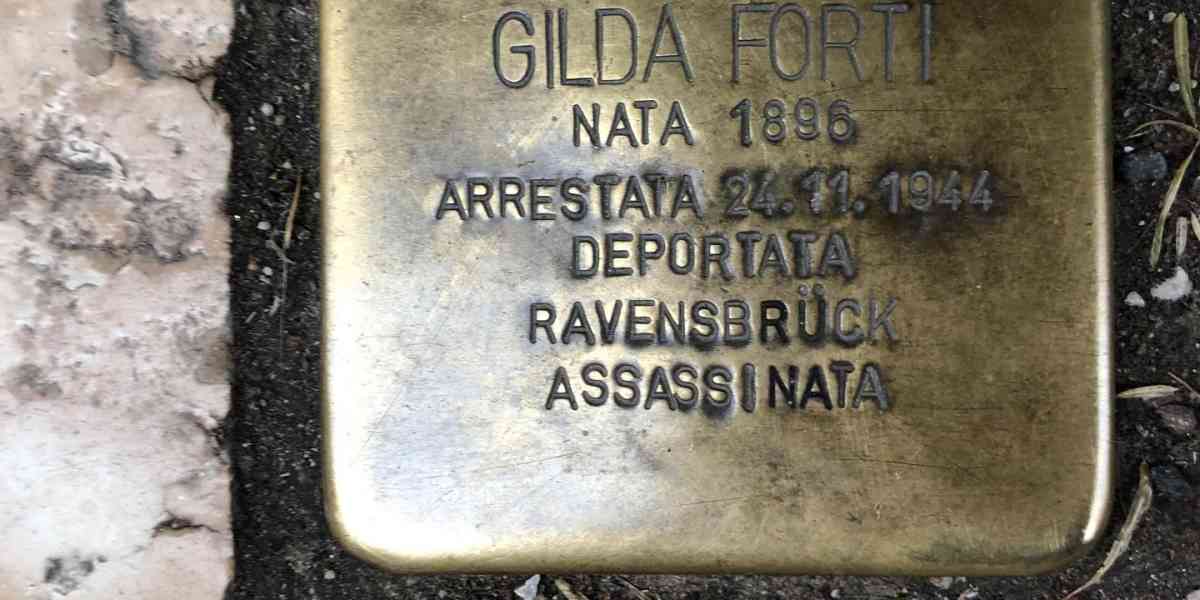 GILDA FORTI
NATA 1896
ARRESTATA 24.11.1944
DEPORTATA
RAVENSBRÜCK
ASSASSINATA